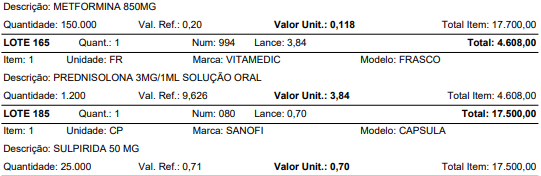 Descrição: METFORMINA 850MG
Quantidade: 150.000 Val. Ref.: 0,20 Valor Unit.: 0,118 Total Item: 17.700,00
LOTE 165 Quant.: 1 Num: 994 Lance: 3,84 Total: 4.608,00
Item: 1 Unidade: FR Marca: VITAMEDIC Modelo: FRASCO
Descrição: PREDNISOLONA 3MG/1ML SOLUÇÃO ORAL
Quantidade: 1.200 Val. Ref.: 9,626 Valor Unit.: 3,84 Total Item: 4.608,00
LOTE 185 Quant.: 1 Num: 080 Lance: 0,70 Total: 17.500,00
Item: 1 Unidade: CP Marca: SANOFI Modelo: CAPSULA
Descrição: SULPIRIDA 50 MG
Quantidade: 25.000 Val. Ref.: 0,71 Valor Unit.: 0,70 Total Item: 17.500,00